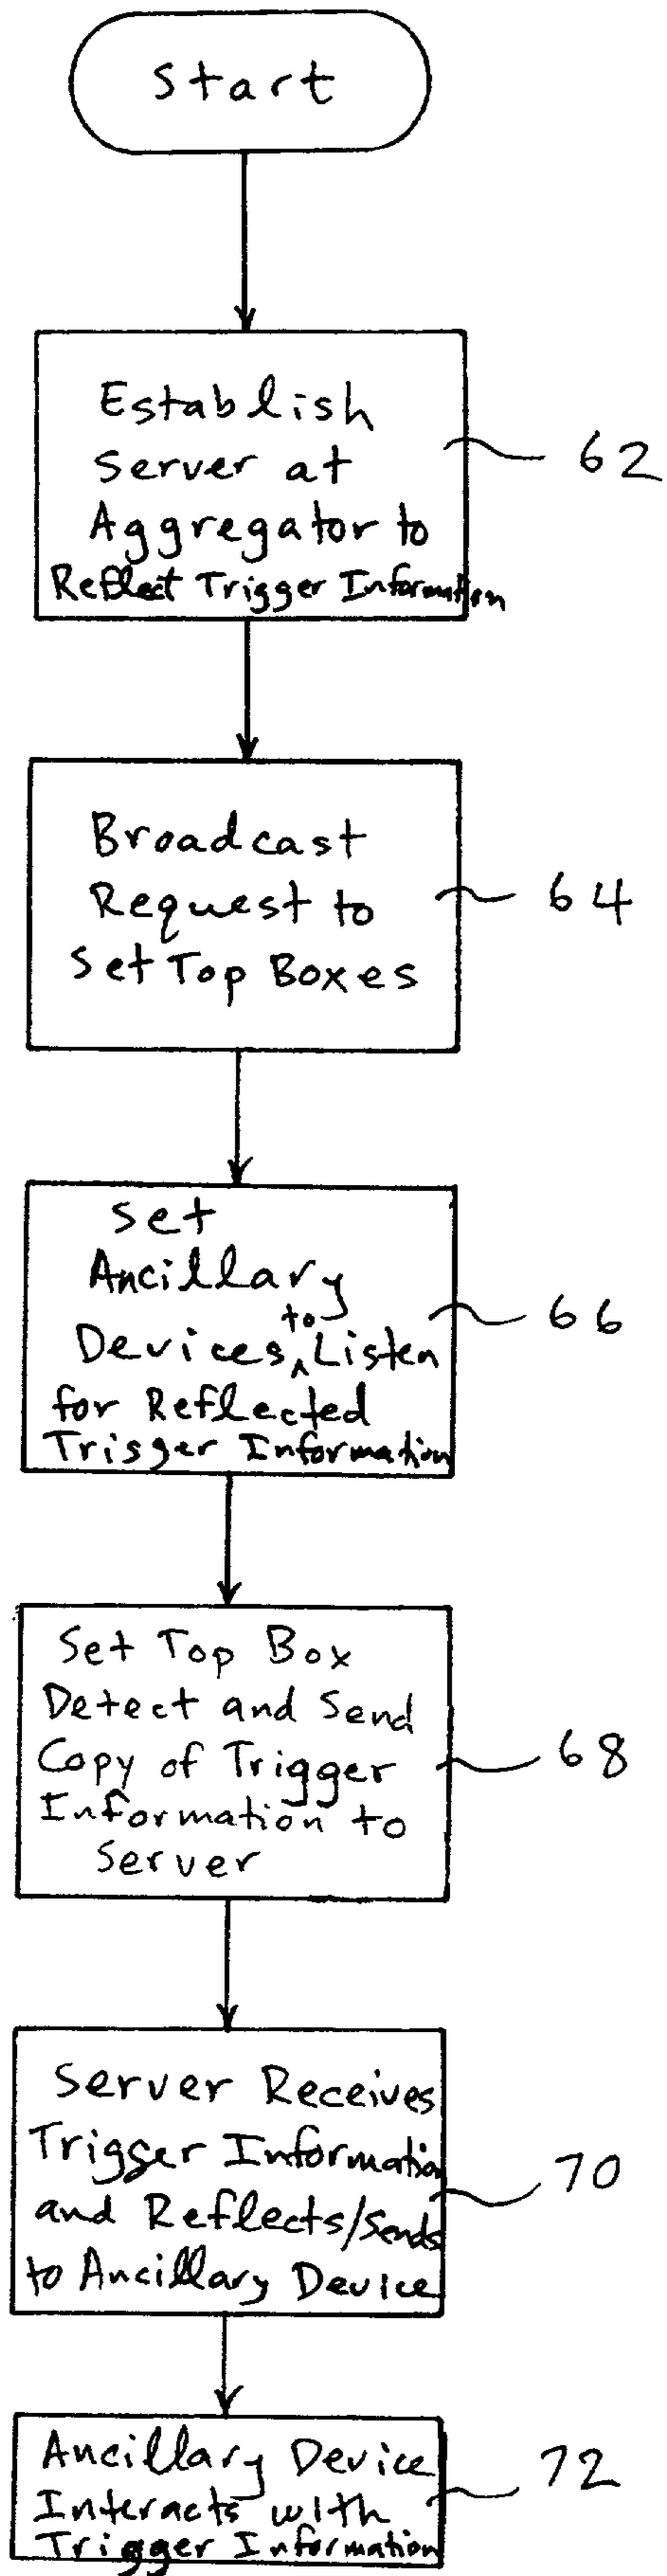 Start
Establish
Server at
Aggregator to
Reflect Trigger Information
62
Broadcast
Request to
Set Top Boxes
64
Set
Ancillary
Devices, to Listen
for Reflected
Trigger Information
66
Set Top Box
Detect and Send
Copy of Trigger
Information to
Server
68
Server Receives
Trigger Information
and Reflects/Sends
to Ancillary Device
70
Ancillary Device
Interacts with
Trigger Information
72